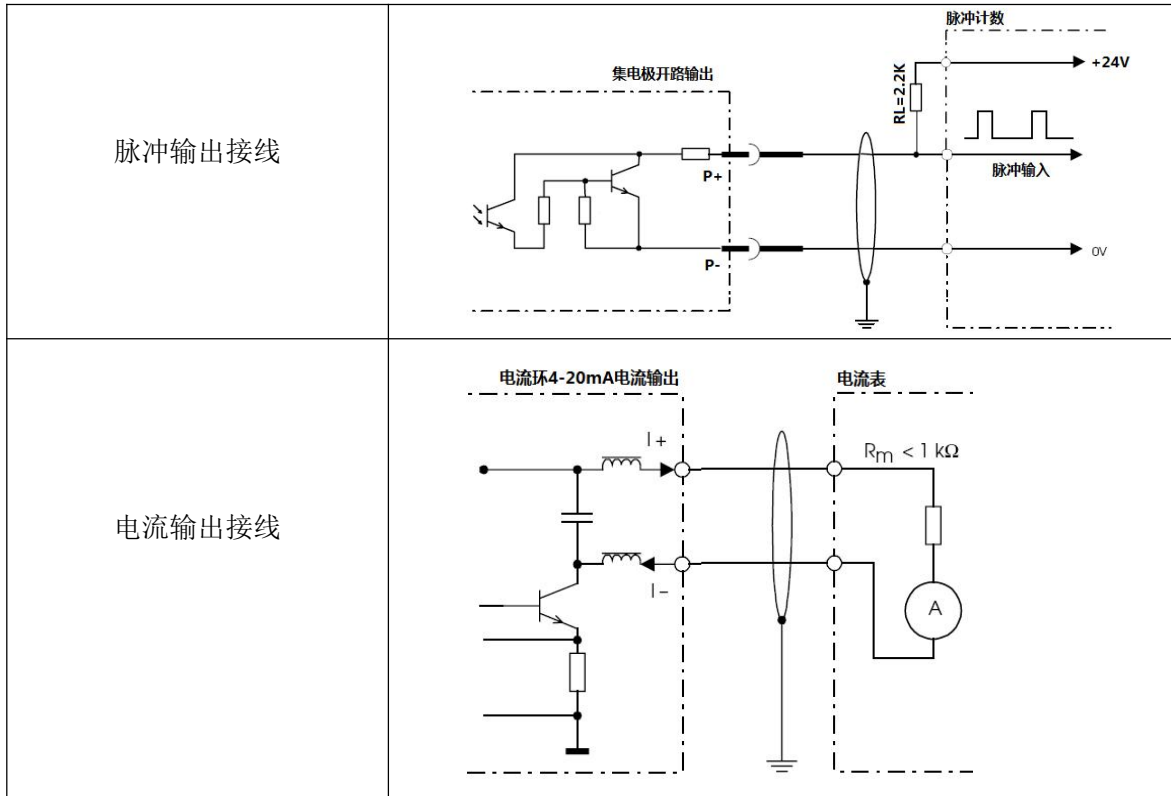 脉冲输出接线
脉冲计数
+24V
集电极开路输出
RL=2.2K
P+
脉冲输入
P-
0V
电流输出接线
电流环4-20mA电流输出
电流表
I+
Rm < 1 kΩ
I-
A